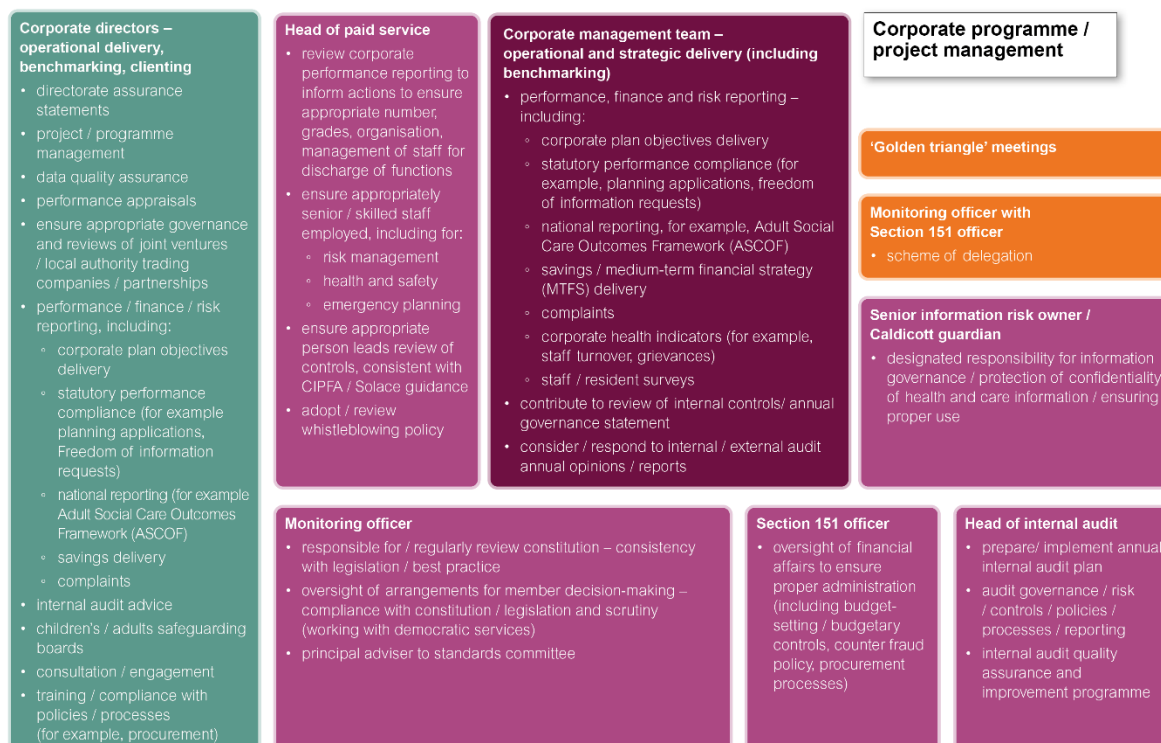 Corporate directors –
operational delivery,
benchmarking, clienting
• directorate assurance
statements
• project / programme
management
• data quality assurance
• performance appraisals
• ensure appropriate governance
and reviews of joint ventures
/ local authority trading
companies / partnerships
• performance / finance / risk
reporting, including:
◦ corporate plan objectives
delivery
◦ statutory performance
compliance (for example
planning applications,
Freedom of information
requests)
◦ national reporting (for example
Adult Social Care Outcomes
Framework (ASCOF)
◦ savings delivery
◦ complaints
• internal audit advice
• children's / adults safeguarding
boards
• consultation / engagement
• training / compliance with
policies / processes
(for example, procurement)
Head of paid service
• review corporate
performance reporting to
inform actions to ensure
appropriate number,
grades, organisation,
management of staff for
discharge of functions
• ensure appropriately
senior / skilled staff
employed, including for:
◦ risk management
◦ health and safety
◦ emergency planning
• ensure appropriate
person leads review of
controls, consistent with
CIPFA / Solace guidance
• adopt / review
whistleblowing policy
Corporate management team –
operational and strategic delivery (including
benchmarking)
• performance, finance and risk reporting –
including:
◦ corporate plan objectives delivery
◦ statutory performance compliance (for
example, planning applications, freedom
of information requests)
◦ national reporting, for example, Adult Social
Care Outcomes Framework (ASCOF)
◦ savings / medium-term financial strategy
(MTFS) delivery
◦ complaints
◦ corporate health indicators (for example,
staff turnover, grievances)
◦ staff / resident surveys
• contribute to review of internal controls/ annual
governance statement
• consider / respond to internal / external audit
annual opinions / reports
Corporate programme /
project management
‘Golden triangle’ meetings
Monitoring officer with
Section 151 officer
• scheme of delegation
Senior information risk owner /
Caldicott guardian
• designated responsibility for information
governance / protection of confidentiality
of health and care information / ensuring
proper use
Monitoring officer
• responsible for / regularly review constitution – consistency
with legislation / best practice
• oversight of arrangements for member decision-making –
compliance with constitution / legislation and scrutiny
(working with democratic services)
• principal adviser to standards committee
Section 151 officer
• oversight of financial
affairs to ensure
proper administration
(including budget-
setting / budgetary
controls, counter fraud
policy, procurement
processes)
Head of internal audit
• prepare/ implement annual
internal audit plan
• audit governance / risk
/ controls / policies /
processes / reporting
• internal audit quality
assurance and
improvement programme